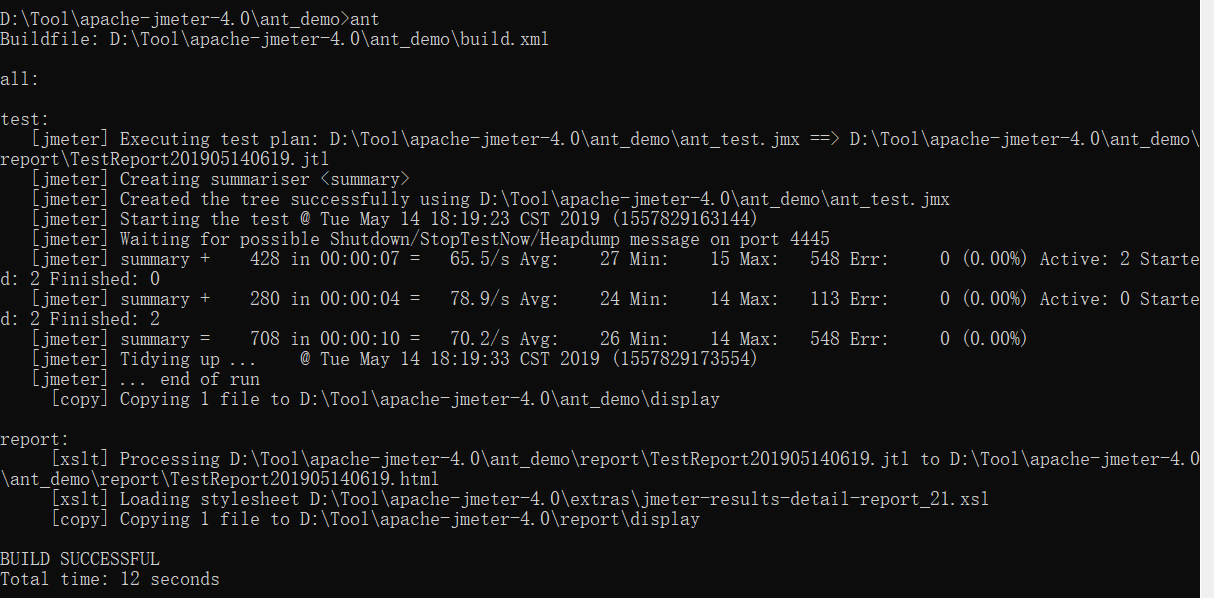 D:\Tool\apache-jmeter-4.0\ant_demo>ant
Buildfile: D:\Tool\apache-jmeter-4.0\ant_demo\build.xml
all:
test:
[jmeter] Executing test plan: D:\Tool\apache-jmeter-4.0\ant_demo\ant_test.jmx ==> D:\Tool\apache-jmeter-4.0\ant_demo\
report\TestReport201905140619.jtl
[jmeter] Creating summariser <summary>
[jmeter] Created the tree successfully using D:\Tool\apache-jmeter-4.0\ant_demo\ant_test.jmx
[jmeter] Starting the test @ Tue May 14 18:19:23 CST 2019 (1557829163144)
[jmeter] Waiting for possible Shutdown/StopTestNow/Heapdump message on port 4445
[jmeter] summary +    428 in 00:00:07 =   65.5/s Avg:    27 Min:    15 Max:   548 Err:     0 (0.00%) Active: 2 Starte
d: 2 Finished: 0
[jmeter] summary +    280 in 00:00:04 =   78.9/s Avg:    24 Min:    14 Max:   113 Err:     0 (0.00%) Active: 0 Starte
d: 2 Finished: 2
[jmeter] summary =    708 in 00:00:10 =   70.2/s Avg:    26 Min:    14 Max:   548 Err:     0 (0.00%)
[jmeter] Tidying up ...    @ Tue May 14 18:19:33 CST 2019 (1557829173554)
[jmeter] ... end of run
[copy] Copying 1 file to D:\Tool\apache-jmeter-4.0\ant_demo\display
report:
[xslt] Processing D:\Tool\apache-jmeter-4.0\ant_demo\report\TestReport201905140619.jtl to D:\Tool\apache-jmeter-4.0
\ant_demo\report\TestReport201905140619.html
[xslt] Loading stylesheet D:\Tool\apache-jmeter-4.0\extras\jmeter-results-detail-report_21.xsl
[copy] Copying 1 file to D:\Tool\apache-jmeter-4.0\report\display
BUILD SUCCESSFUL
Total time: 12 seconds